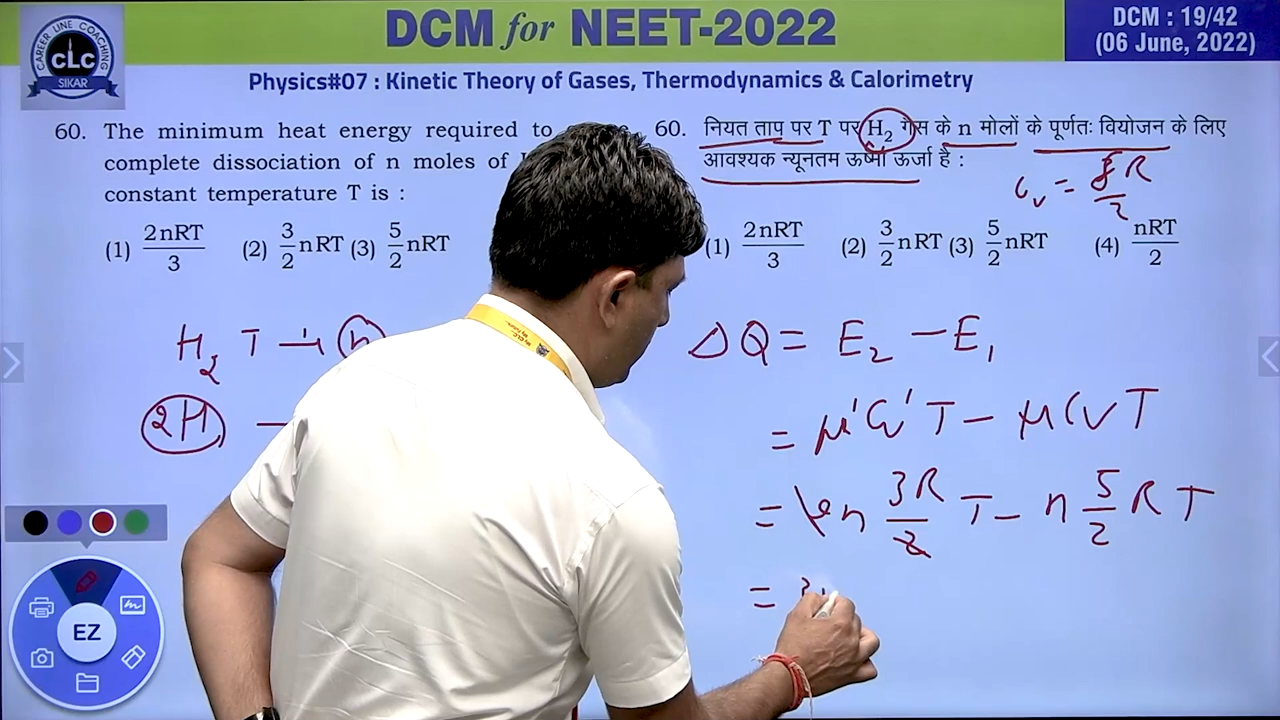 DCM for NEET-2022
DCM : 19/42
(06 June, 2022)
CAREER LINE COACHING
CLC
SIKAR
Physics#07 : Kinetic Theory of Gases, Thermodynamics & Calorimetry
60. The minimum heat energy required to
complete dissociation of n moles of
constant temperature T is :
(1) 2nRT/3 (2) 3/2 nRT (3) 5/2 nRT
60. नियत ताप पर T पर H₂ गैस के n मोलों के पूर्णतः वियोजन के लिए
आवश्यक न्यूनतम ऊष्मा ऊर्जा है :
(1) 2nRT/3 (2) 3/2 nRT (3) 5/2 nRT (4) nRT/2
Cv = fR/2
H₂ T → n
2H
ΔQ = E₂ - E₁
= μ'Cv'T - μCvT
= 2n 3R/2 T - n 5/2 RT
= 3
EZ